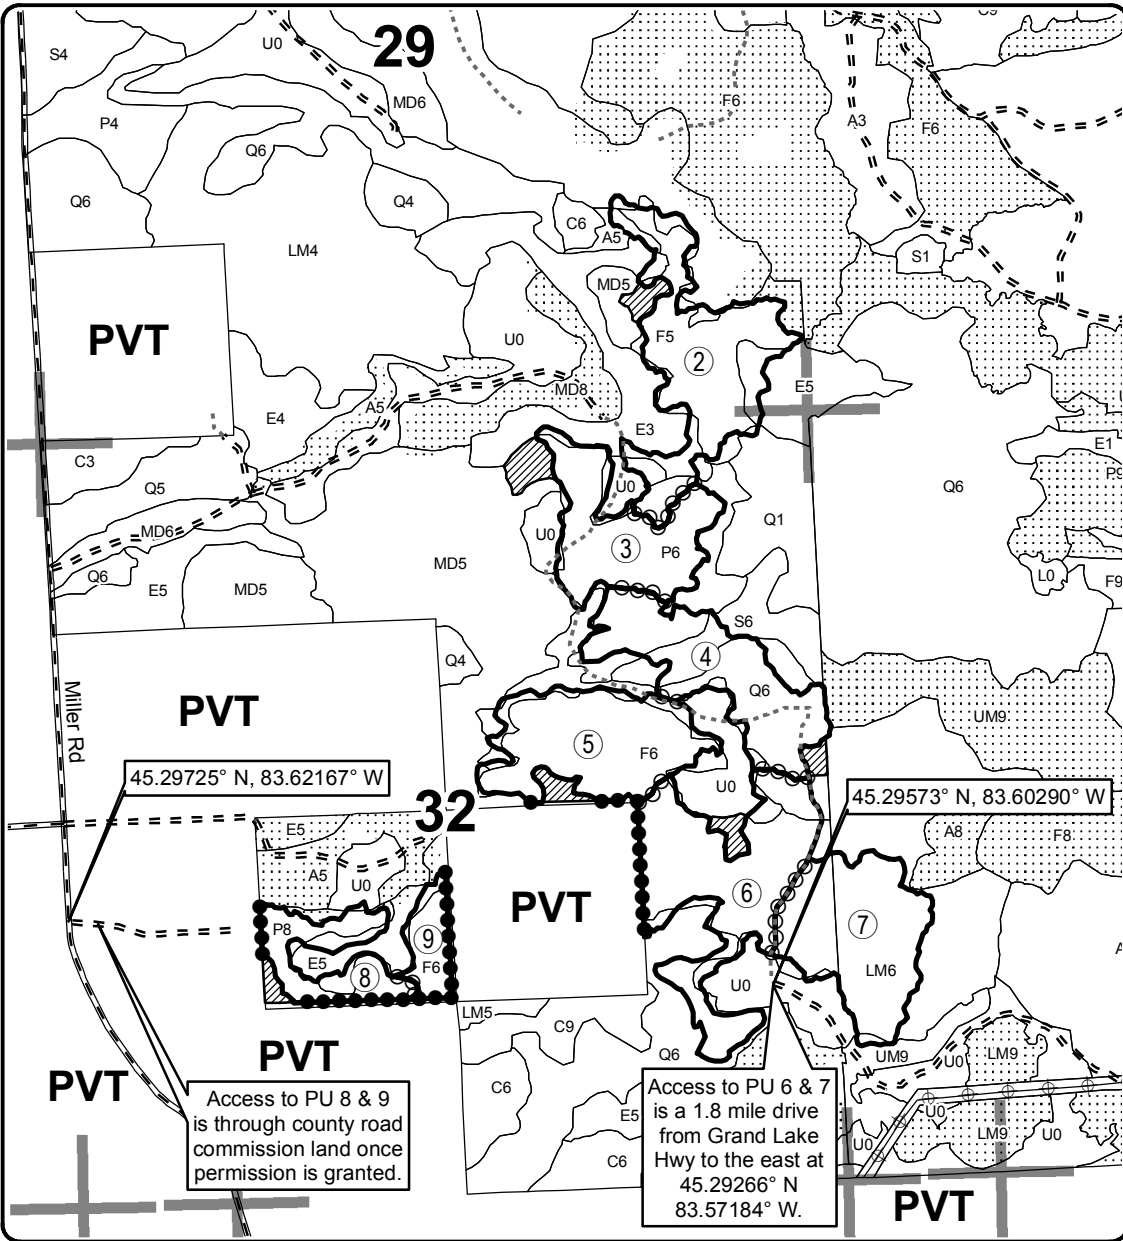 C9
S4
U0
29
MD6
F6
A3
F6
P4
Q6
Q6
Q4
C6
A5
LM4
S1
MD5
PVT
U0
F5
2
E5
MD8
A5
E4
E3
E1
C3
P9
Q5
U0
Q6
Q1
MD6
U0
3
P6
MD5
Q6
E5
MD5
L0
F9
S6
Q4
4
Miller Rd
PVT
Q6
UM9
5
F6
45.29725° N, 83.62167° W
U0
45.29573° N, 83.60290° W
32
E5
A8
F8
A5
U0
PVT
6
7
P8
9
E5
8
F6
LM6
U0
LM5
C9
PVT
Q6
UM9
U0
LM9
PVT
C6
Access to PU 8 & 9
is through county road
commission land once
permission is granted.
Access to PU 6 & 7
is a 1.8 mile drive
from Grand Lake
Hwy to the east at
45.29266° N
83.57184° W.
E5
U0
LM9
U0
U0
C6
PVT